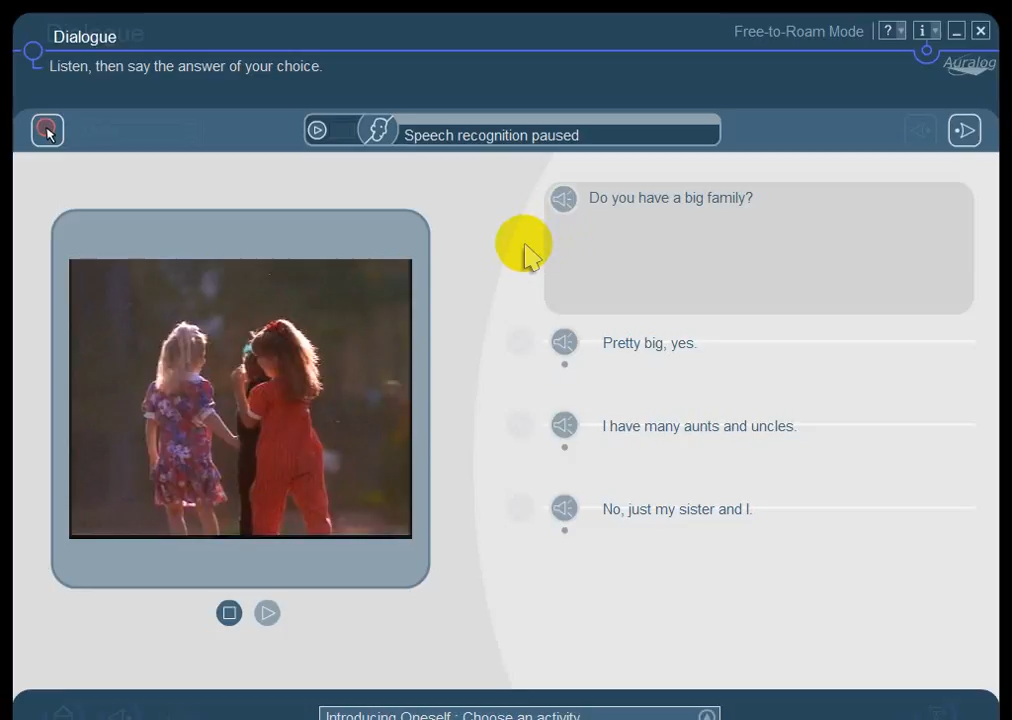 Dialogue
Free-to-Roam Mode
?
i
Listen, then say the answer of your choice.
Auralog
Speech recognition paused
Do you have a big family?
Pretty big, yes.
I have many aunts and uncles.
No, just my sister and I.
Introducing Oneself : Choose an activity